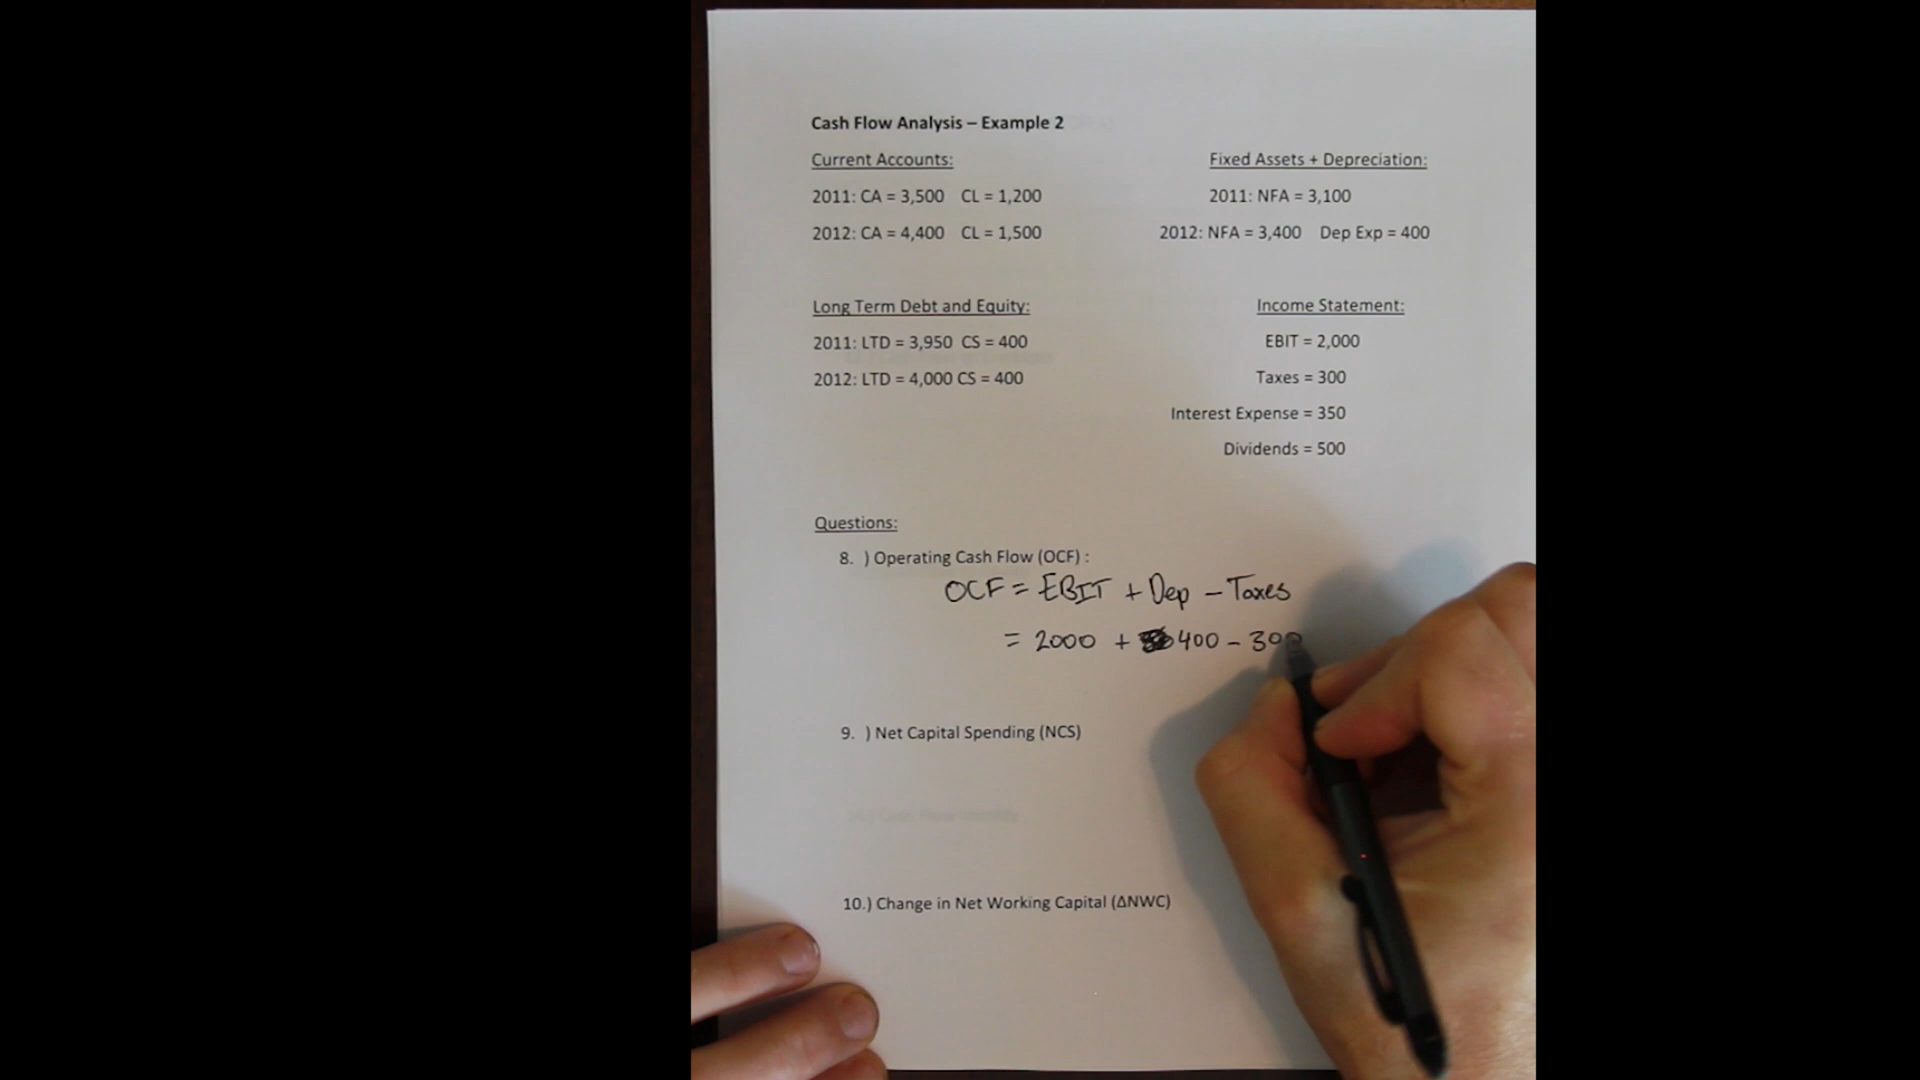 Cash Flow Analysis – Example 2
Current Accounts:
2011: CA = 3,500 CL = 1,200
2012: CA = 4,400 CL = 1,500
Fixed Assets + Depreciation:
2011: NFA = 3,100
2012: NFA = 3,400 Dep Exp = 400
Long Term Debt and Equity:
2011: LTD = 3,950 CS = 400
2012: LTD = 4,000 CS = 400
Income Statement:
EBIT = 2,000
Taxes = 300
Interest Expense = 350
Dividends = 500
Questions:
8. ) Operating Cash Flow (OCF) :
OCF = EBIT + Dep – Taxes
= 2000 + 400 – 300
9. ) Net Capital Spending (NCS)
10.) Change in Net Working Capital (ΔNWC)